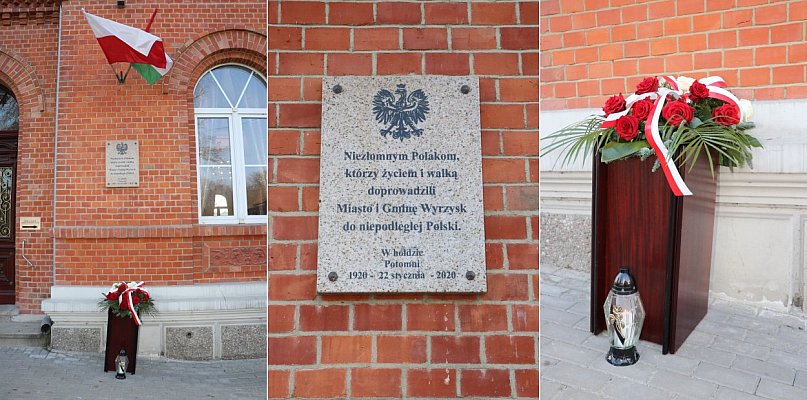 Niezłomnym Polakom,
którzy życiem i walką
doprowadzili
Miasto i Gminę Wyrzysk
do niepodległej Polski.
W hołdzie
Potomni
1920 - 22 stycznia - 2020